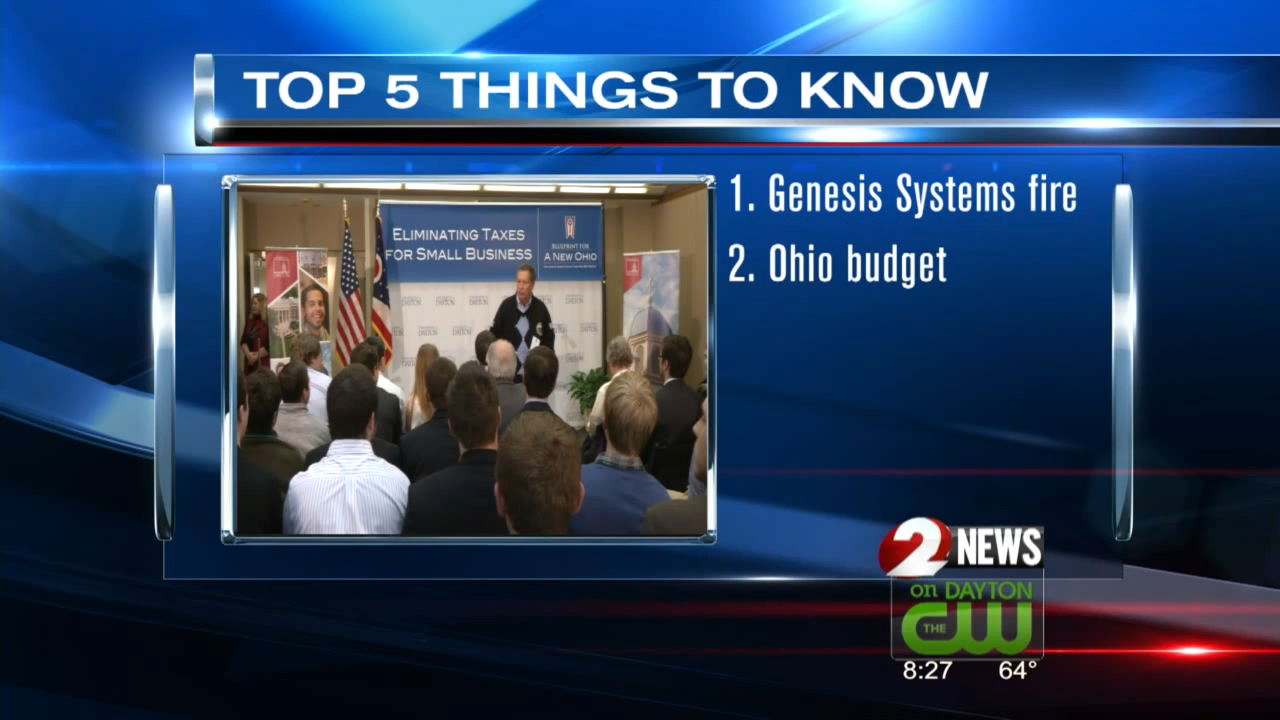 TOP 5 THINGS TO KNOW
1. Genesis Systems fire
2. Ohio budget
ELIMINATING TAXES
FOR SMALL BUSINESS
BLUEPRINT FOR
A NEW OHIO
DAYTON
2 NEWS
on DAYTON
THE CW
8:27 64°